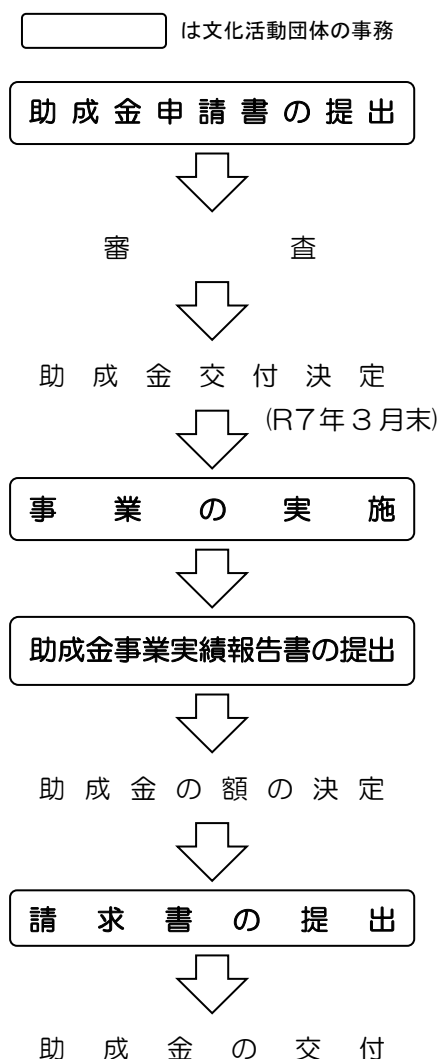 は文化活動団体の事務
助成金申請書の提出
審査
助成金交付決定
(R7年3月末)
事業の実施
助成金事業実績報告書の提出
助成金の額の決定
請求書の提出
助成金の交付